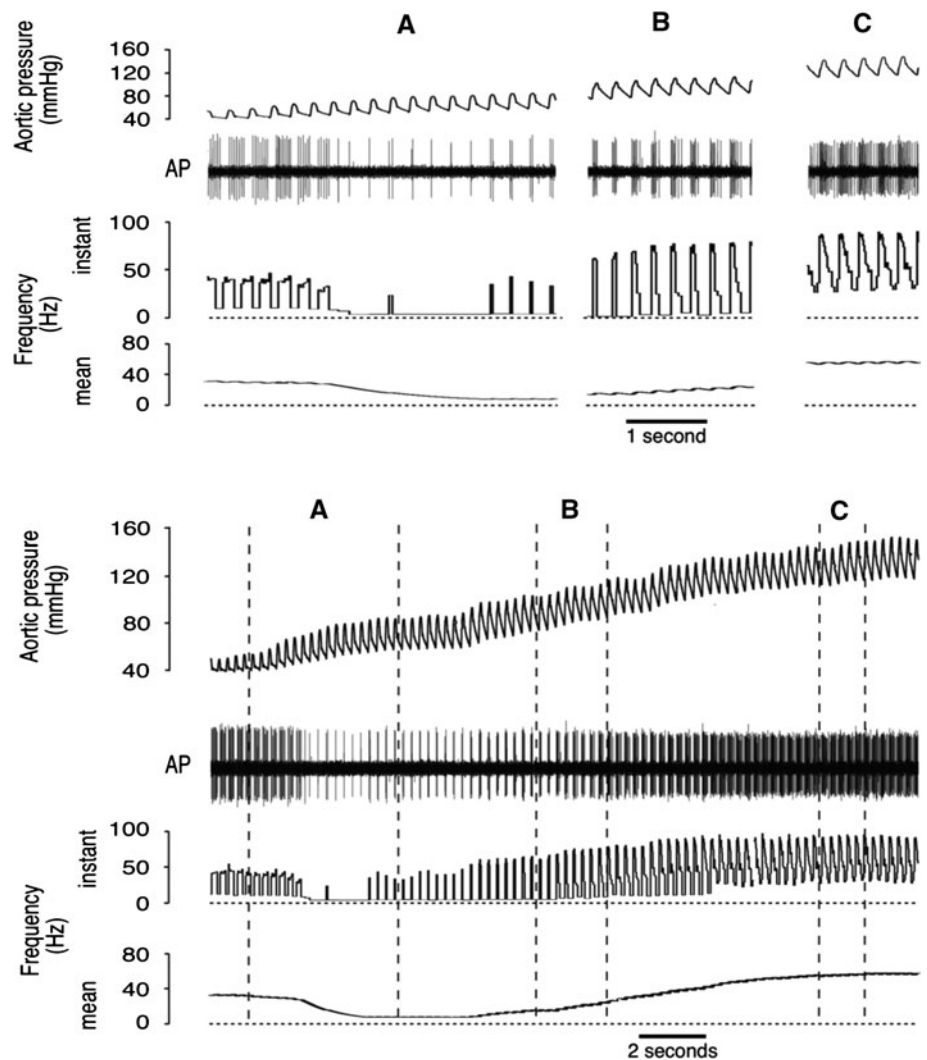 A B C
Aortic pressure
(mmHg)
160
120
80
40
AP
Frequency
(Hz)
instant
100
50
0
mean
80
40
0
1 second
A B C
Aortic pressure
(mmHg)
160
120
80
40
AP
Frequency
(Hz)
instant
100
50
0
mean
80
40
0
2 seconds